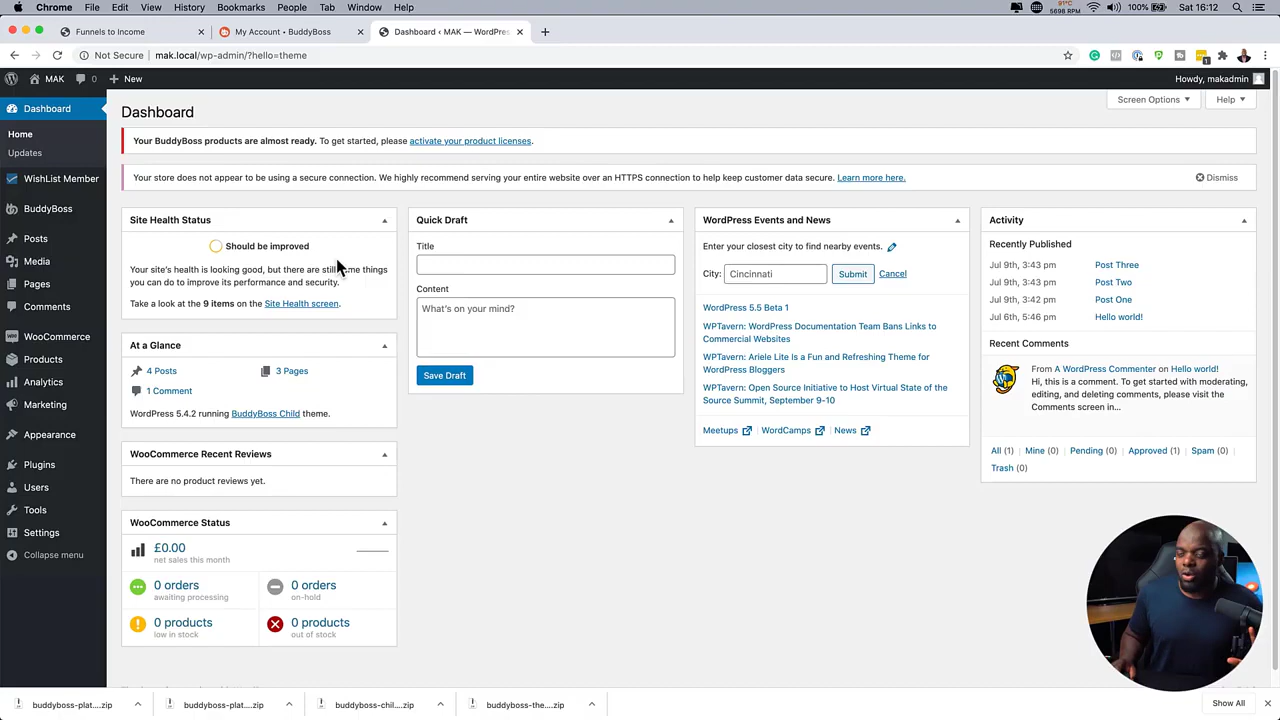 Chrome File Edit View History Bookmarks People Tab Window Help
91°C
5698 RPM
100%
Sat 16:12
Funnels to Income
My Account • BuddyBoss
Dashboard ‹ MAK — WordPres
Not Secure mak.local/wp-admin/?hello=theme
MAK 0 New
Howdy, makadmin
Dashboard
Home
Updates
WishList Member
BuddyBoss
Posts
Media
Pages
Comments
WooCommerce
Products
Analytics
Marketing
Appearance
Plugins
Users
Tools
Settings
Collapse menu
Dashboard
Screen Options
Help
Your BuddyBoss products are almost ready. To get started, please activate your product licenses.
Your store does not appear to be using a secure connection. We highly recommend serving your entire website over an HTTPS connection to help keep customer data secure. Learn more here.
Dismiss
Site Health Status
Should be improved
Your site's health is looking good, but there are still some things
you can do to improve its performance and security.
Take a look at the 9 items on the Site Health screen.
At a Glance
4 Posts
3 Pages
1 Comment
WordPress 5.4.2 running BuddyBoss Child theme.
WooCommerce Recent Reviews
There are no product reviews yet.
WooCommerce Status
£0.00
net sales this month
0 orders
awaiting processing
0 orders
on-hold
0 products
low in stock
0 products
out of stock
Quick Draft
Title
Content
What's on your mind?
Save Draft
WordPress Events and News
Enter your closest city to find nearby events.
City: Cincinnati Submit Cancel
WordPress 5.5 Beta 1
WPTavern: WordPress Documentation Team Bans Links to
Commercial Websites
WPTavern: Ariele Lite Is a Fun and Refreshing Theme for
WordPress Bloggers
WPTavern: Open Source Initiative to Host Virtual State of the
Source Summit, September 9-10
Meetups | WordCamps | News
Activity
Recently Published
Jul 9th, 3:43 pm Post Three
Jul 9th, 3:43 pm Post Two
Jul 9th, 3:42 pm Post One
Jul 6th, 5:46 pm Hello world!
Recent Comments
From A WordPress Commenter on Hello world!
Hi, this is a comment. To get started with moderating,
editing, and deleting comments, please visit the
Comments screen in…
All (1) | Mine (0) | Pending (0) | Approved (1) | Spam (0) |
Trash (0)
buddyboss-plat....zip
buddyboss-plat....zip
buddyboss-chil....zip
buddyboss-the....zip
Show All